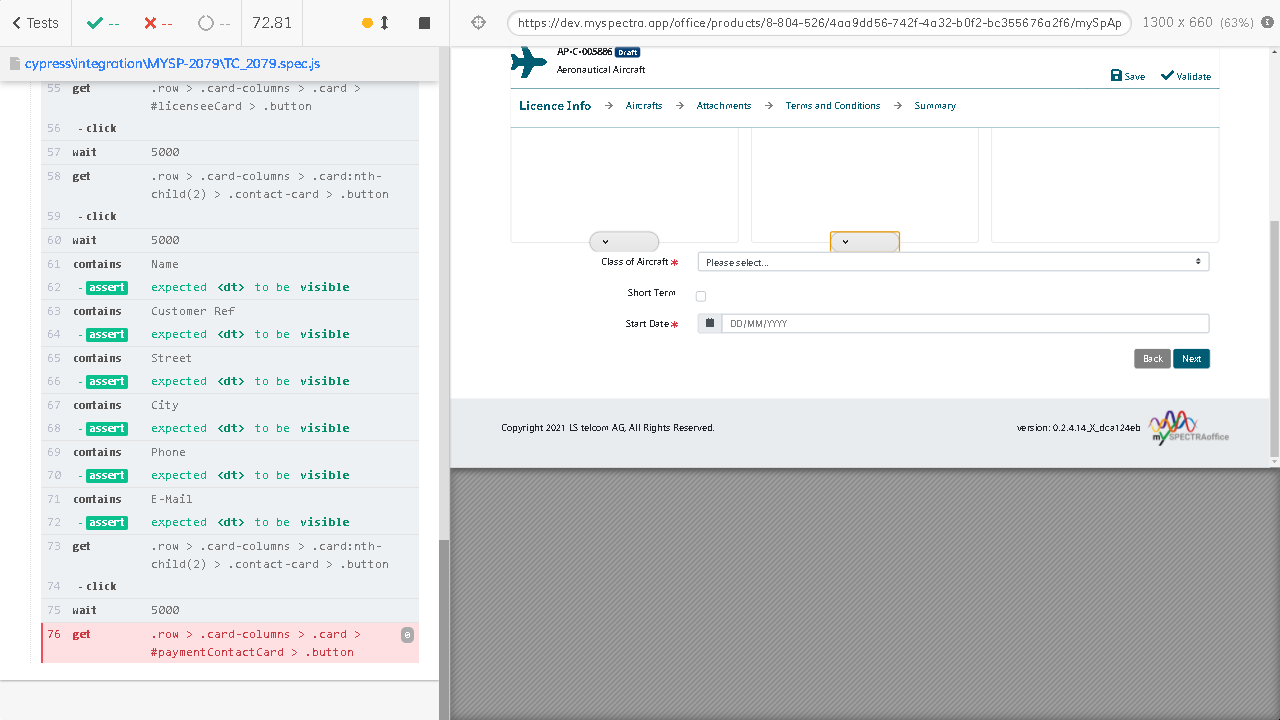 Tests
--
--
--
72.81
https://dev.myspectra.app/office/products/8-804-526/4ac9dd56-742f-4a32-b0f2-bc355676a2f6/mySpAp
1300 x 660 (63%)
cypress\integration\MYSP-2079\TC_2079.spec.js
55 get .row > .card-columns > .card >
#licenseeCard > .button
56 - click
57 wait 5000
58 get .row > .card-columns > .card:nth-
child(2) > .contact-card > .button
59 - click
60 wait 5000
61 contains Name
62 - assert expected <dt> to be visible
63 contains Customer Ref
64 - assert expected <dt> to be visible
65 contains Street
66 - assert expected <dt> to be visible
67 contains City
68 - assert expected <dt> to be visible
69 contains Phone
70 - assert expected <dt> to be visible
71 contains E-Mail
72 - assert expected <dt> to be visible
73 get .row > .card-columns > .card:nth-
child(2) > .contact-card > .button
74 - click
75 wait 5000
76 get .row > .card-columns > .card > 0
#paymentContactCard > .button
AP-C-005886 Draft
Aeronautical Aircraft
Save Validate
Licence Info Aircrafts Attachments Terms and Conditions Summary
Class of Aircraft * Please select...
Short Term
Start Date * DD/MM/YYYY
Back Next
Copyright 2021 LS telcom AG, All Rights Reserved.
version: 0.2.4.14_X_dca124eb
mySPECTRAoffice